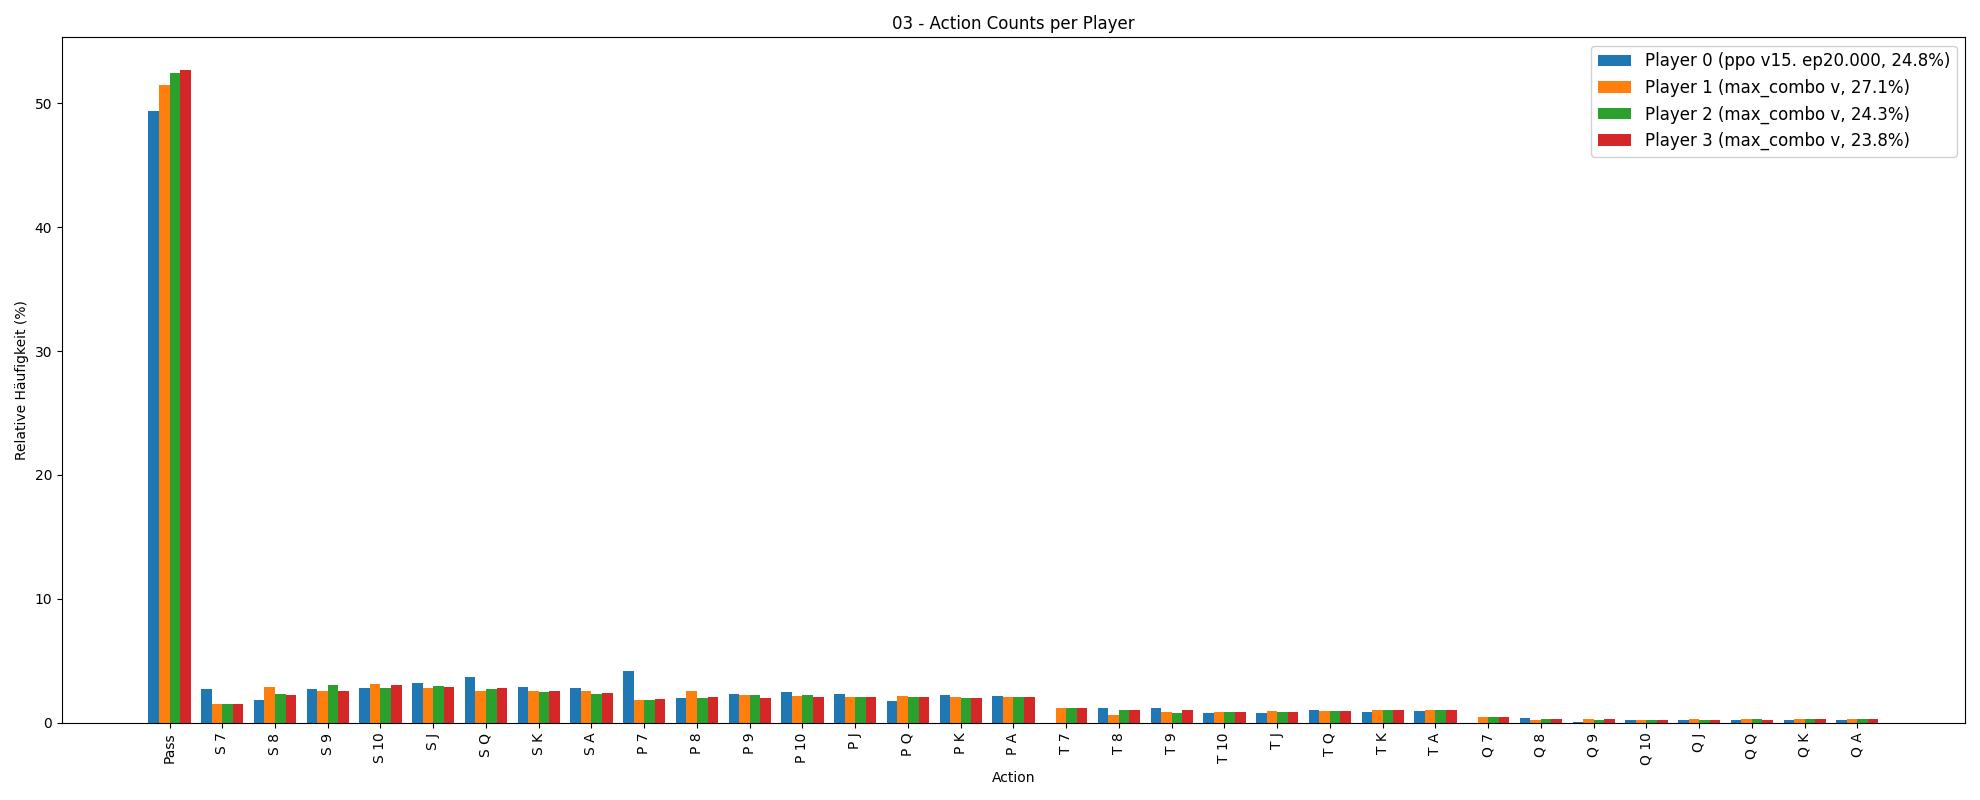 03 - Action Counts per Player
Player 0 (ppo v15. ep20.000, 24.8%)
Player 1 (max_combo v, 27.1%)
Player 2 (max_combo v, 24.3%)
Player 3 (max_combo v, 23.8%)
Relative Häufigkeit (%)
50
40
30
20
10
0
Pass
S 7
S 8
S 9
S 10
S J
S Q
S K
S A
P 7
P 8
P 9
P 10
P J
P Q
P K
P A
T 7
T 8
T 9
T 10
T J
T Q
T K
T A
Q 7
Q 8
Q 9
Q 10
Q J
Q Q
Q K
Q A
Action